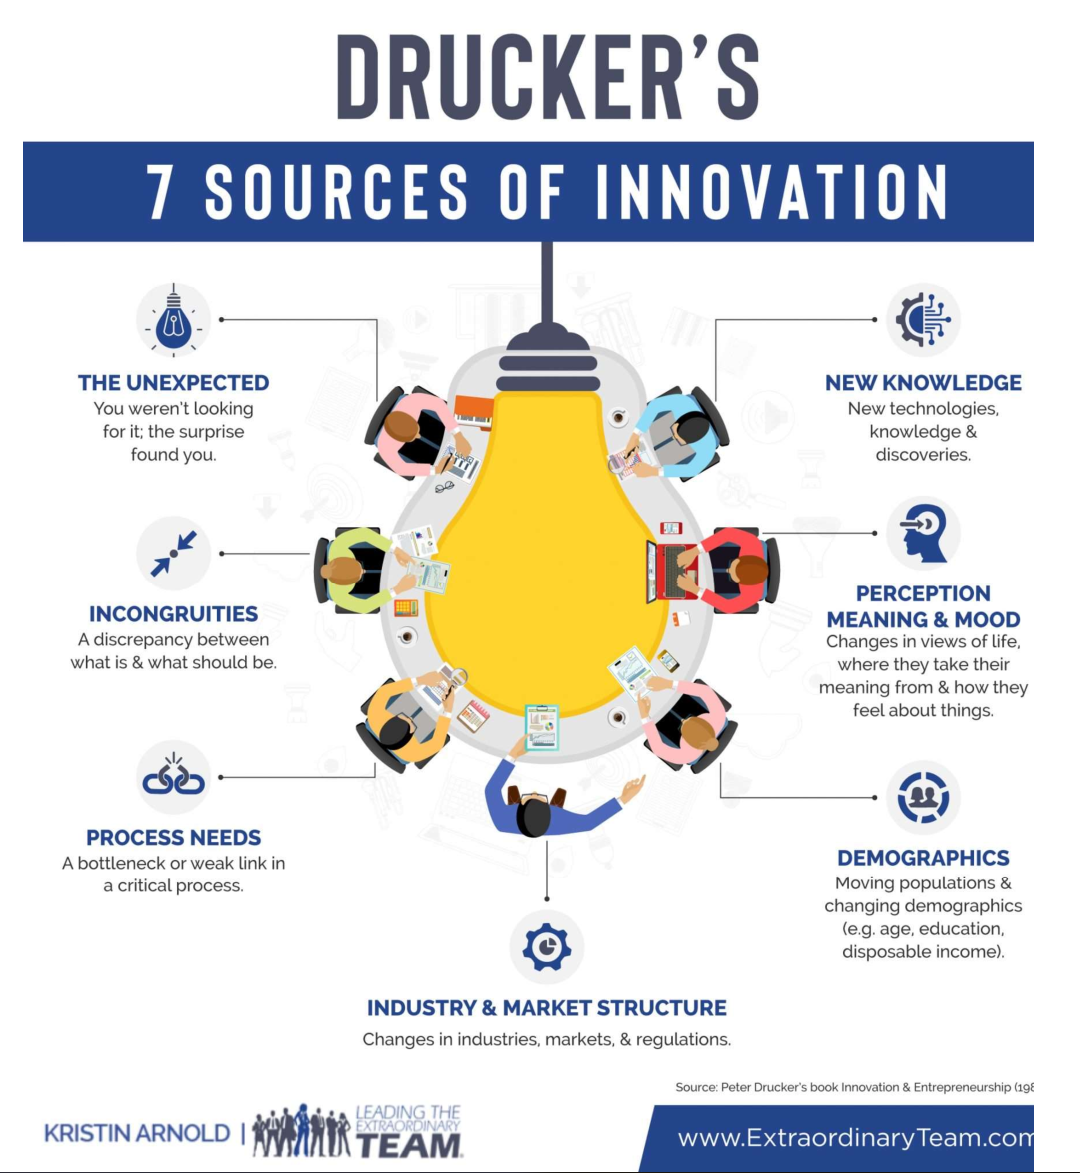 DRUCKER'S
7 SOURCES OF INNOVATION
THE UNEXPECTED
You weren't looking
for it; the surprise
found you.
NEW KNOWLEDGE
New technologies,
knowledge &
discoveries.
INCONGRUITIES
A discrepancy between
what is & what should be.
PERCEPTION
MEANING & MOOD
Changes in views of life,
where they take their
meaning from & how they
feel about things.
PROCESS NEEDS
A bottleneck or weak link in
a critical process.
DEMOGRAPHICS
Moving populations &
changing demographics
(e.g. age, education,
disposable income).
INDUSTRY & MARKET STRUCTURE
Changes in industries, markets, & regulations.
Source: Peter Drucker's book Innovation & Entrepreneurship (198
KRISTIN ARNOLD |
LEADING THE
EXTRAORDINARY
TEAM
www.ExtraordinaryTeam.com